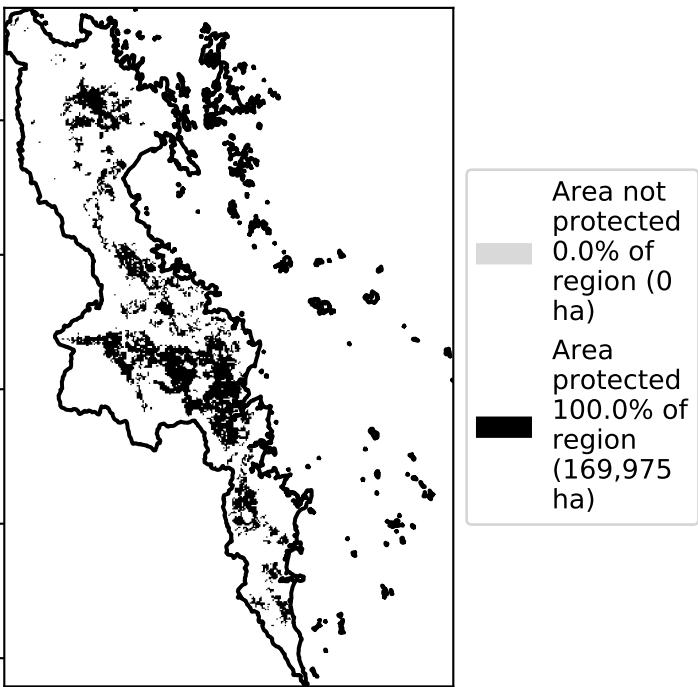 Area not
protected
0.0% of
region (0
ha)
Area
protected
100.0% of
region
(169,975
ha)